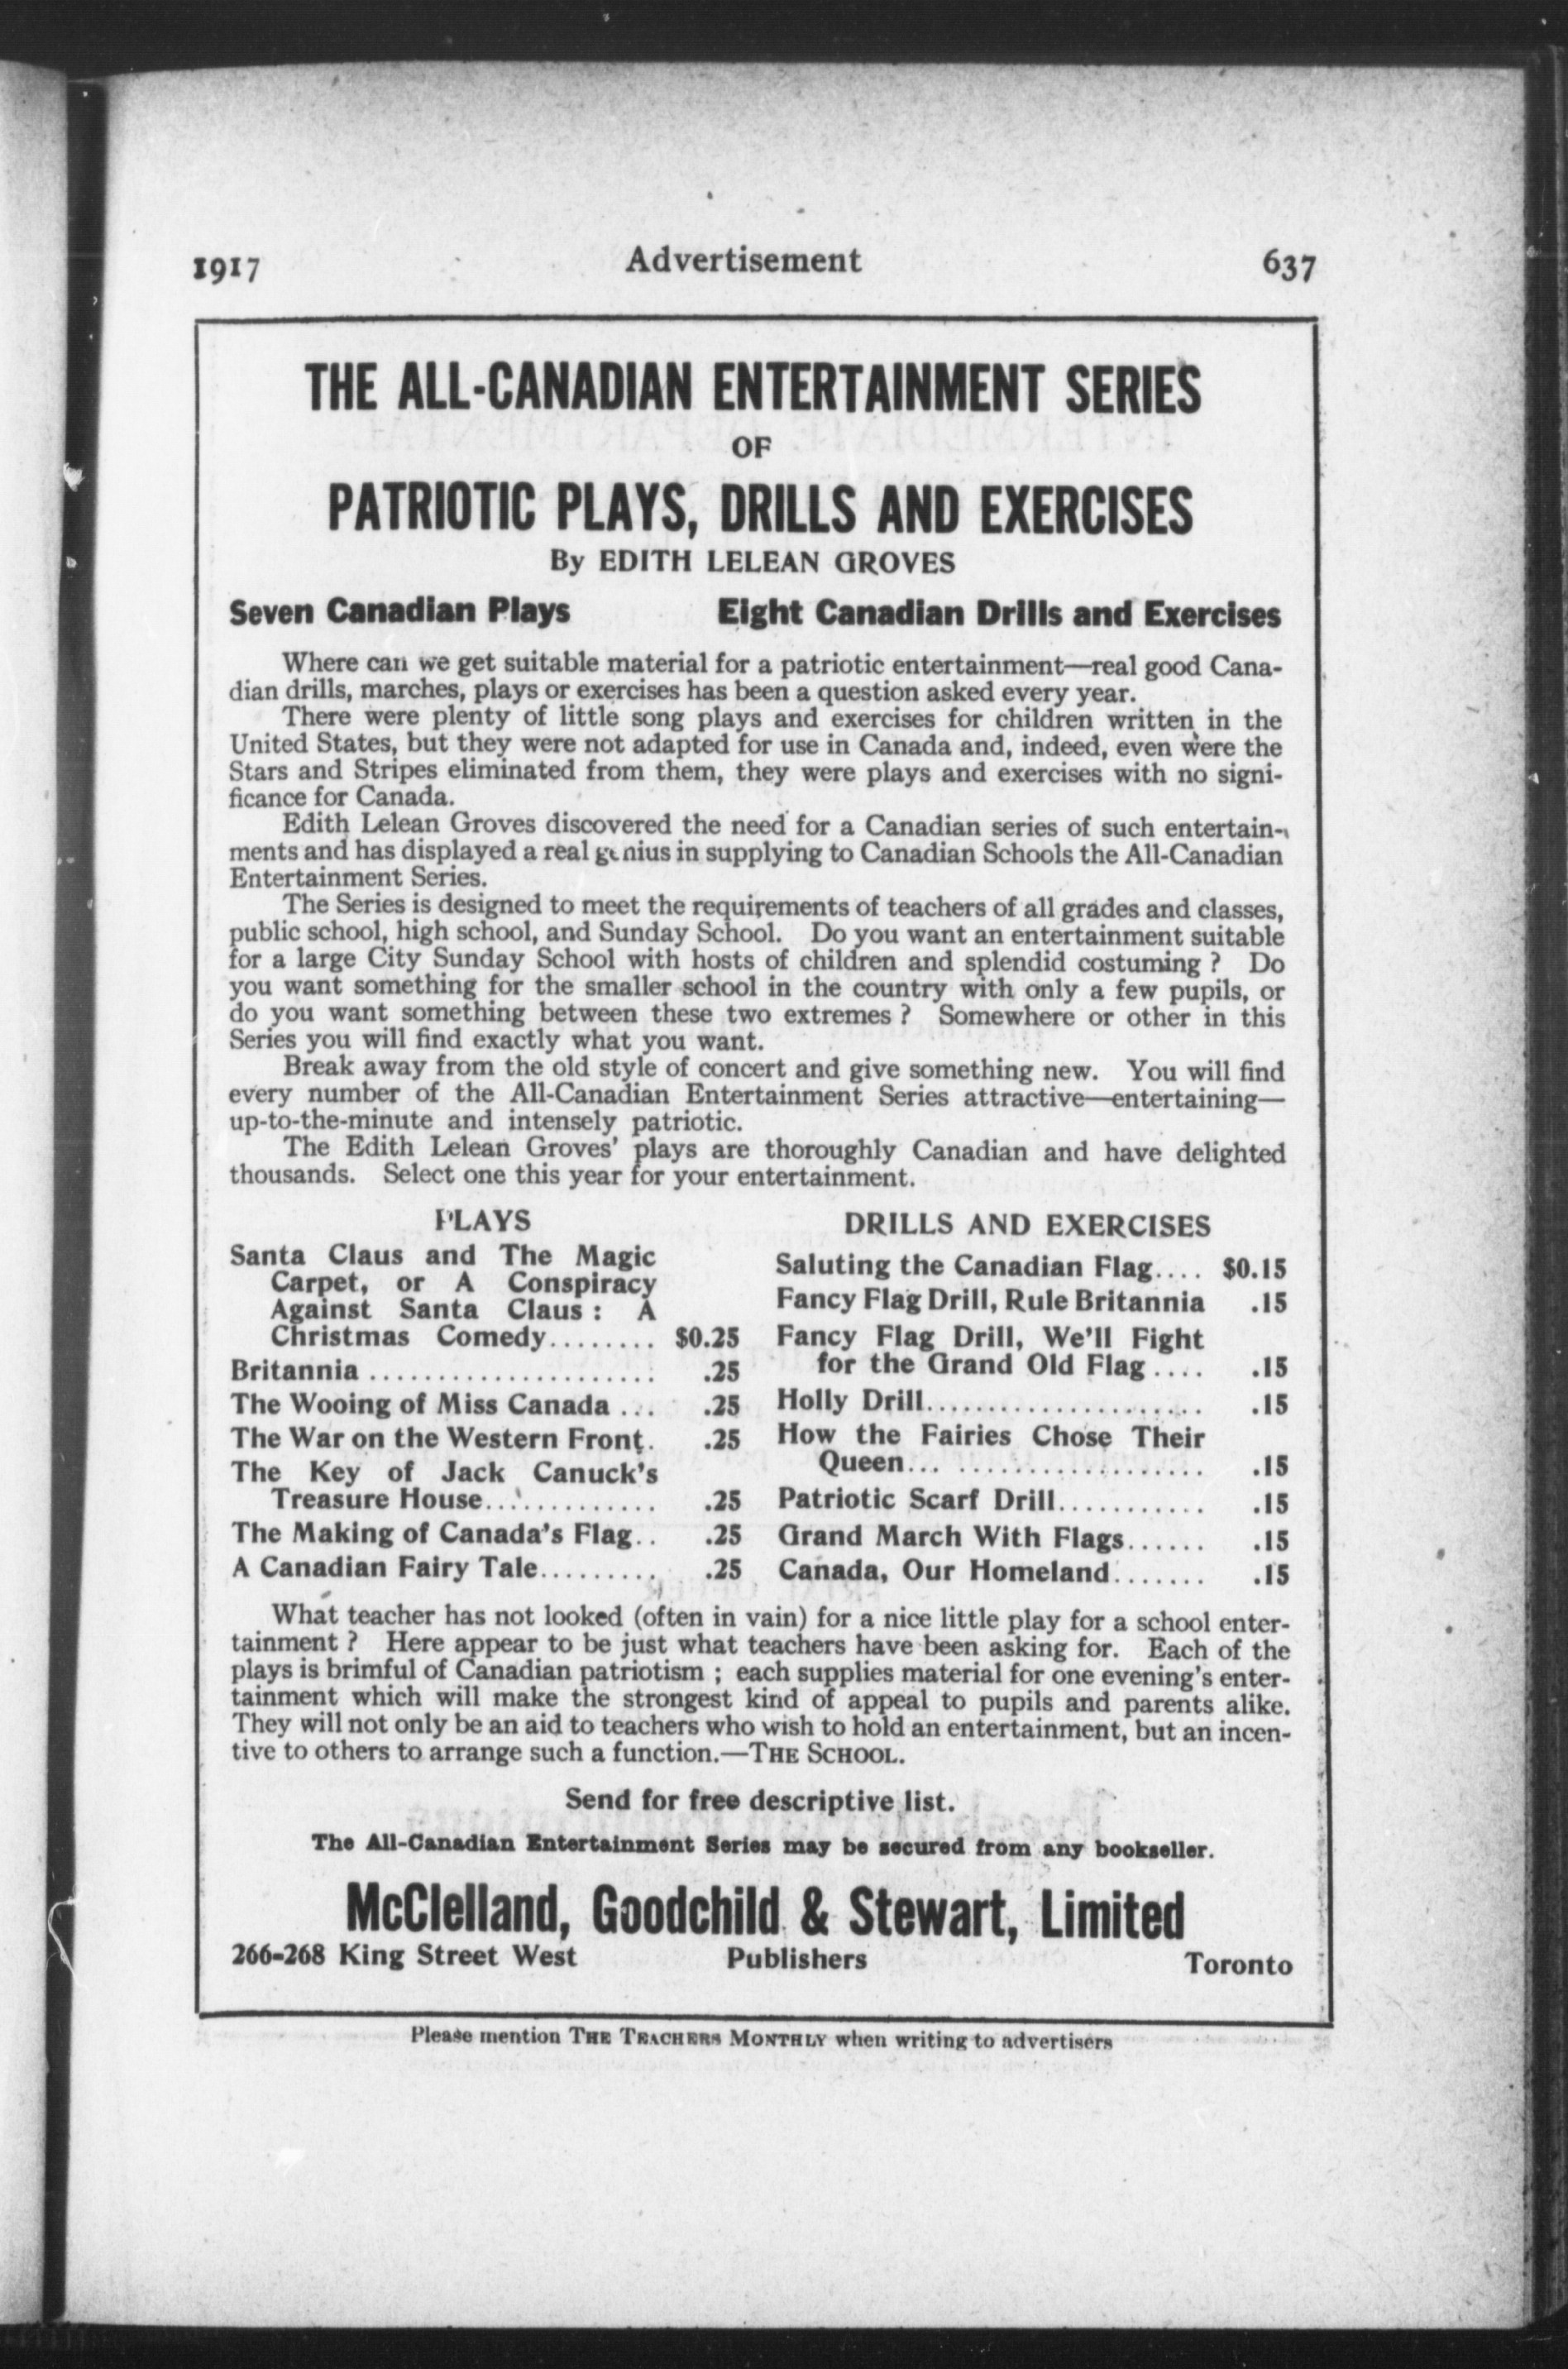 1917 Advertisement 637
THE ALL-CANADIAN ENTERTAINMENT SERIES
OF
PATRIOTIC PLAYS, DRILLS AND EXERCISES
By EDITH LELEAN GROVES
Seven Canadian Plays Eight Canadian Drills and Exercises
Where can we get suitable material for a patriotic entertainment—real good Cana-
dian drills, marches, plays or exercises has been a question asked every year.
There were plenty of little song plays and exercises for children written in the
United States, but they were not adapted for use in Canada and, indeed, even were the
Stars and Stripes eliminated from them, they were plays and exercises with no signi-
ficance for Canada.
Edith Lelean Groves discovered the need for a Canadian series of such entertain-
ments and has displayed a real genius in supplying to Canadian Schools the All-Canadian
Entertainment Series.
The Series is designed to meet the requirements of teachers of all grades and classes,
public school, high school, and Sunday School. Do you want an entertainment suitable
for a large City Sunday School with hosts of children and splendid costuming ? Do
you want something for the smaller school in the country with only a few pupils, or
do you want something between these two extremes ? Somewhere or other in this
Series you will find exactly what you want.
Break away from the old style of concert and give something new. You will find
every number of the All-Canadian Entertainment Series attractive—entertaining—
up-to-the-minute and intensely patriotic.
The Edith Lelean Groves' plays are thoroughly Canadian and have delighted
thousands. Select one this year for your entertainment.
PLAYS
Santa Claus and The Magic
Carpet, or A Conspiracy
Against Santa Claus : A
Christmas Comedy........ $0.25
Britannia ..................... .25
The Wooing of Miss Canada ... .25
The War on the Western Front. .25
The Key of Jack Canuck's
Treasure House............. .25
The Making of Canada's Flag.. .25
A Canadian Fairy Tale......... .25
DRILLS AND EXERCISES
Saluting the Canadian Flag.... $0.15
Fancy Flag Drill, Rule Britannia .15
Fancy Flag Drill, We'll Fight
for the Grand Old Flag .... .15
Holly Drill.................... .15
How the Fairies Chose Their
Queen... .................. .15
Patriotic Scarf Drill........... .15
Grand March With Flags...... .15
Canada, Our Homeland....... .15
What teacher has not looked (often in vain) for a nice little play for a school enter-
tainment ? Here appear to be just what teachers have been asking for. Each of the
plays is brimful of Canadian patriotism ; each supplies material for one evening's enter-
tainment which will make the strongest kind of appeal to pupils and parents alike.
They will not only be an aid to teachers who wish to hold an entertainment, but an incen-
tive to others to arrange such a function.—THE SCHOOL.
Send for free descriptive list.
The All-Canadian Entertainment Series may be secured from any bookseller.
McClelland, Goodchild & Stewart, Limited
266-268 King Street West Publishers Toronto
Please mention THE TEACHERS MONTHLY when writing to advertisers